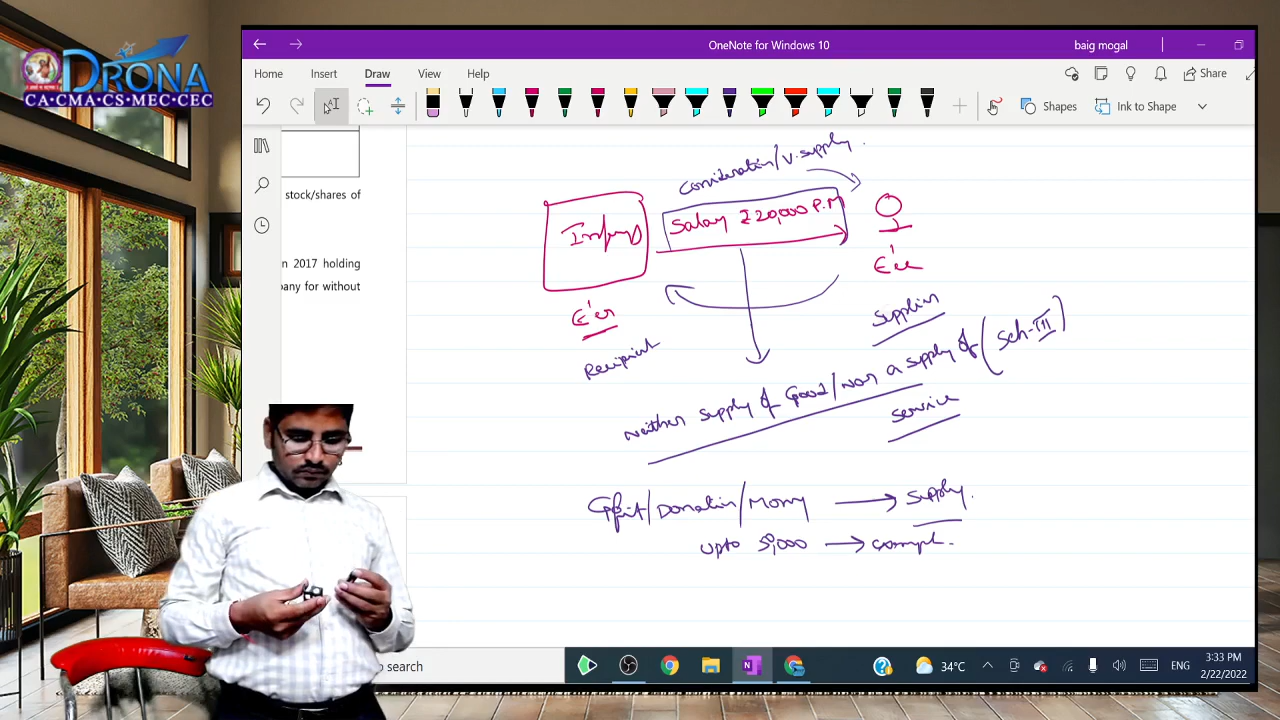 DRONA
CA•CMA•CS•MEC•CEC
OneNote for Windows 10
baig mogal
Home Insert Draw View Help
Share
Shapes
Ink to Shape
stock/shares of
n 2017 holding
pany for without
Consideration/V.supply
Infosys
Salary ₹20,000 P.M
E'er
E'ee
Recipient
Supplier
Neither supply of Good/Nor a supply of (Sch-III)
Service
Gift/Donation/Money → supply.
upto 50,000 → exempt.
o search
34°C
ENG
3:33 PM
2/22/2022